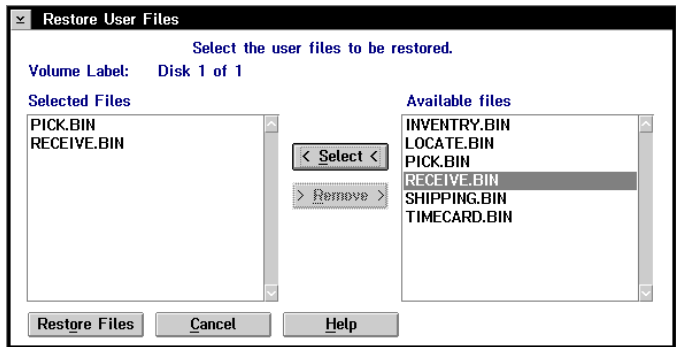 Restore User Files
Select the user files to be restored.
Volume Label: Disk 1 of 1
Selected Files
PICK.BIN
RECEIVE.BIN
< Select <
> Remove >
Available files
INVENTRY.BIN
LOCATE.BIN
PICK.BIN
RECEIVE.BIN
SHIPPING.BIN
TIMECARD.BIN
Restore Files
Cancel
Help